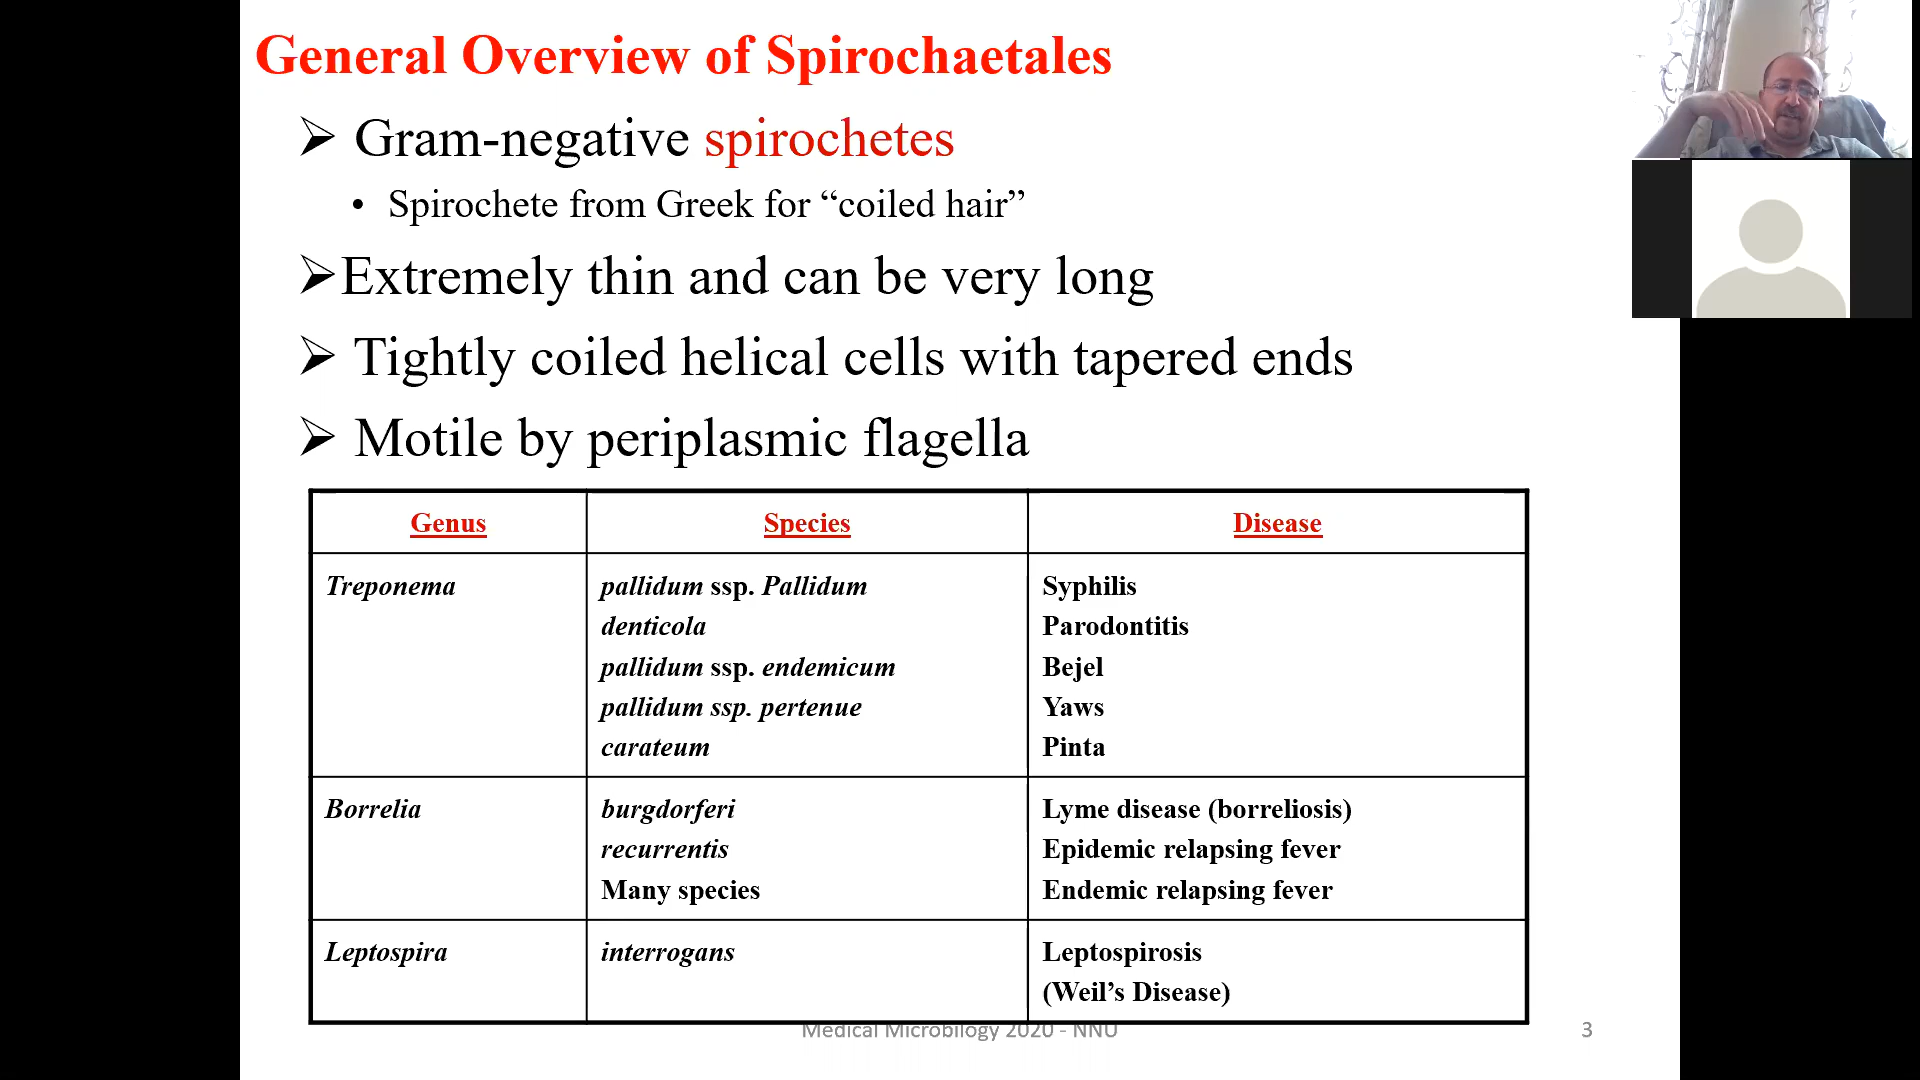 General Overview of Spirochaetales
➢ Gram-negative spirochetes
• Spirochete from Greek for “coiled hair”
➢Extremely thin and can be very long
➢ Tightly coiled helical cells with tapered ends
➢ Motile by periplasmic flagella
Genus Species Disease
Treponema pallidum ssp. Pallidum Syphilis
denticola Parodontitis
pallidum ssp. endemicum Bejel
pallidum ssp. pertenue Yaws
carateum Pinta
Borrelia burgdorferi Lyme disease (borreliosis)
recurrentis Epidemic relapsing fever
Many species Endemic relapsing fever
Leptospira interrogans Leptospirosis
(Weil’s Disease)
Medical Microbilogy 2020 - NNU 3